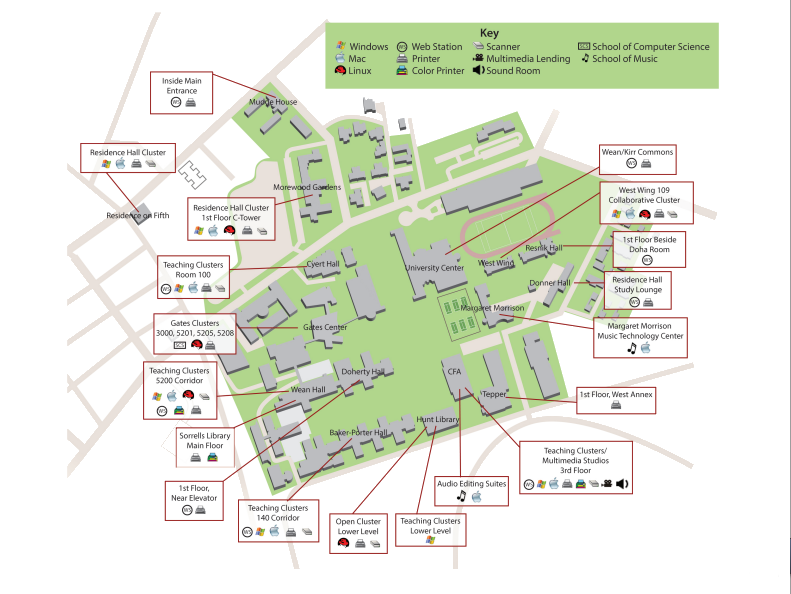 Key
Windows
WS Web Station
Scanner
SCS School of Computer Science
Mac
Printer
Multimedia Lending
School of Music
Linux
Color Printer
Sound Room
Inside Main
Entrance
WS
Mudge House
Residence Hall Cluster
Residence on Fifth
Morewood Gardens
Residence Hall Cluster
1st Floor C-Tower
Wean/Kirr Commons
WS
West Wing 109
Collaborative Cluster
1st Floor Beside
Doha Room
WS
Resnik Hall
West Wing
University Center
Cyert Hall
Teaching Clusters
Room 100
WS
Donner Hall
Residence Hall
Study Lounge
WS
Margaret Morrison
Margaret Morrison
Music Technology Center
Gates Clusters
3000, 5201, 5205, 5208
SCS
Gates Center
Teaching Clusters
5200 Corridor
WS
Doherty Hall
Wean Hall
CFA
Tepper
1st Floor, West Annex
Hunt Library
Baker-Porter Hall
Sorrells Library
Main Floor
Teaching Clusters/
Multimedia Studios
3rd Floor
WS
Audio Editing Suites
1st Floor,
Near Elevator
WS
Teaching Clusters
140 Corridor
WS
Open Cluster
Lower Level
Teaching Clusters
Lower Level